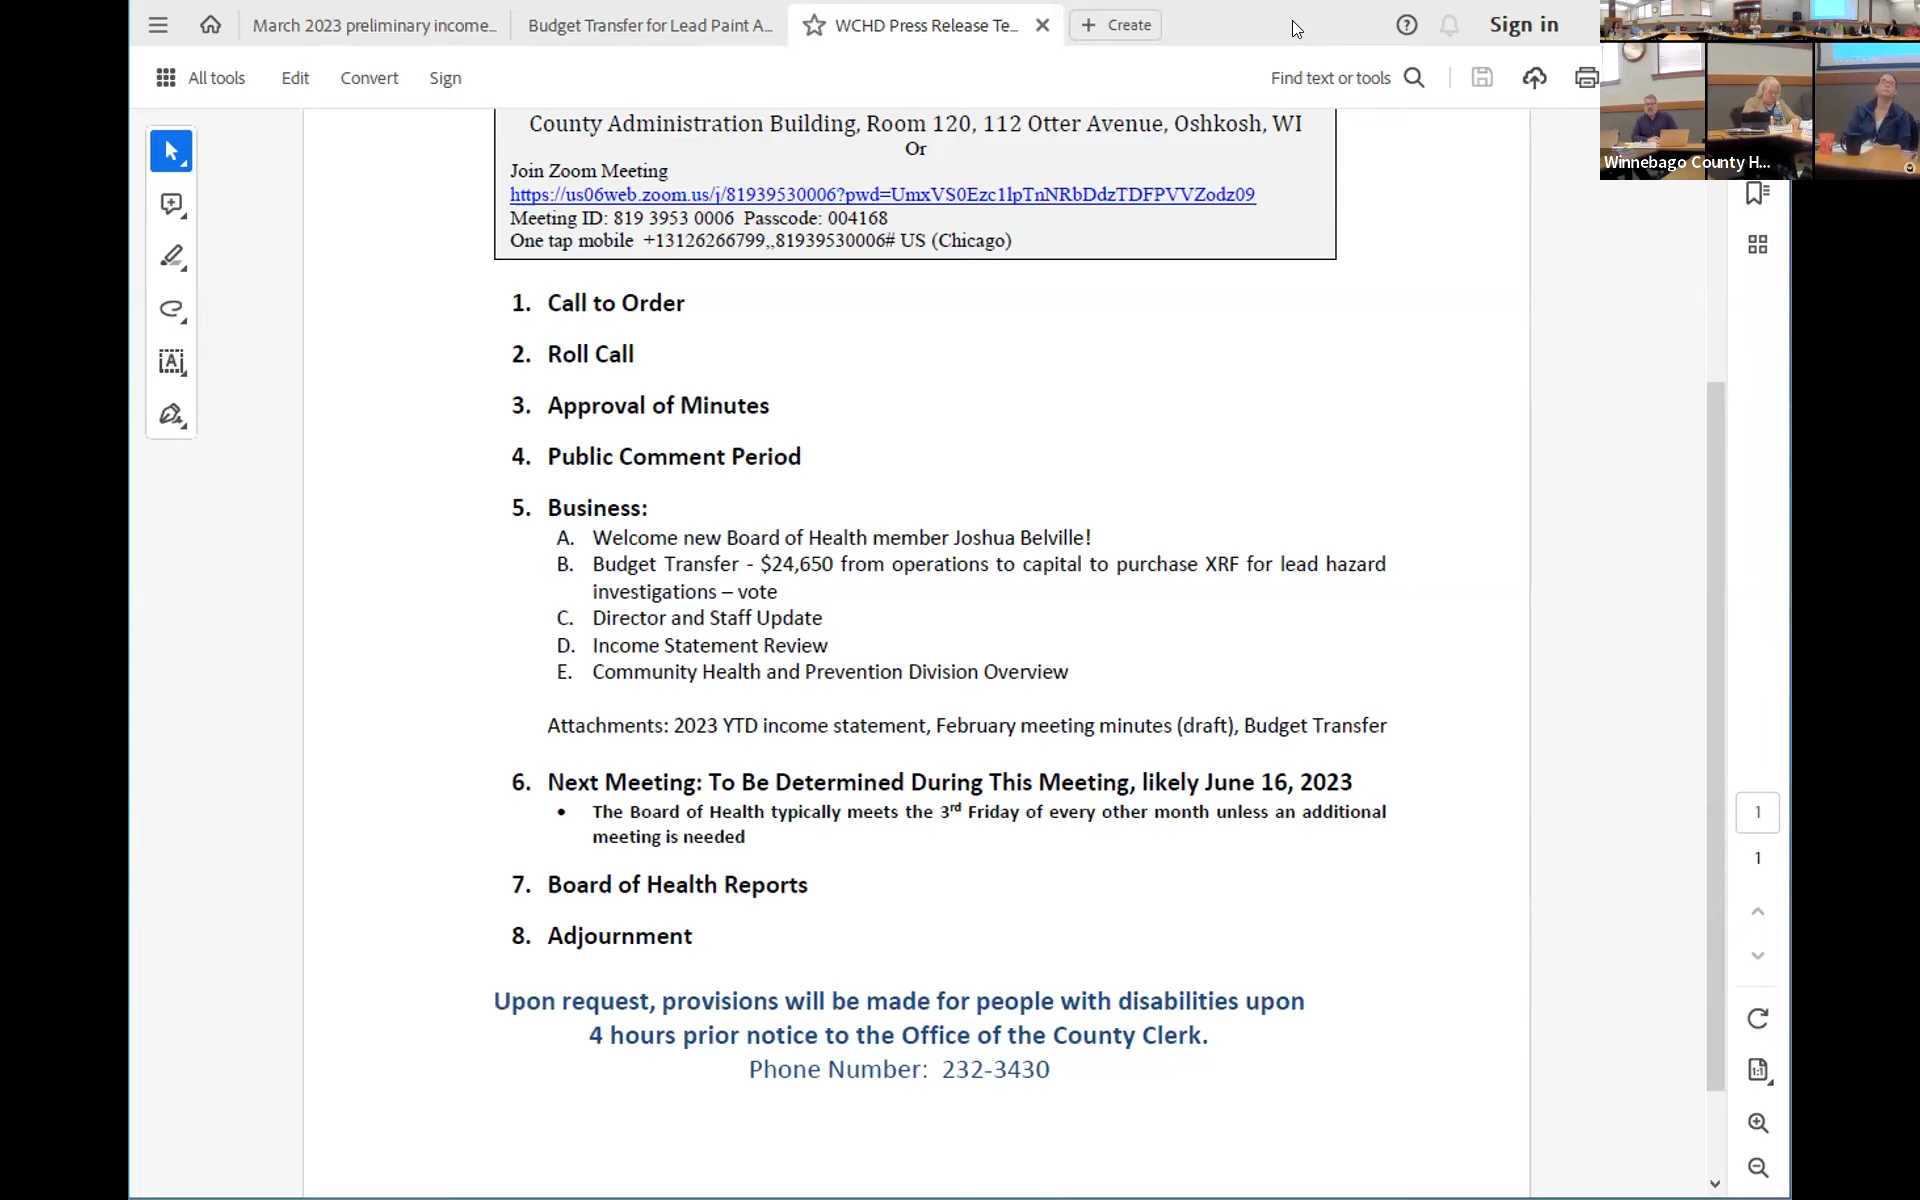 March 2023 preliminary income...
Budget Transfer for Lead Paint A...
WCHD Press Release Te...
Create
Sign in
All tools
Edit
Convert
Sign
Find text or tools
Winnebago County H...
County Administration Building, Room 120, 112 Otter Avenue, Oshkosh, WI
Or
Join Zoom Meeting
https://us06web.zoom.us/j/81939530006?pwd=UmxVS0Ezc1lpTnNRbDdzTDFPVVZodz09
Meeting ID: 819 3953 0006 Passcode: 004168
One tap mobile +13126266799,,81939530006# US (Chicago)
1. Call to Order
2. Roll Call
3. Approval of Minutes
4. Public Comment Period
5. Business:
A. Welcome new Board of Health member Joshua Belville!
B. Budget Transfer - $24,650 from operations to capital to purchase XRF for lead hazard
investigations – vote
C. Director and Staff Update
D. Income Statement Review
E. Community Health and Prevention Division Overview
Attachments: 2023 YTD income statement, February meeting minutes (draft), Budget Transfer
6. Next Meeting: To Be Determined During This Meeting, likely June 16, 2023
• The Board of Health typically meets the 3rd Friday of every other month unless an additional
meeting is needed
7. Board of Health Reports
8. Adjournment
Upon request, provisions will be made for people with disabilities upon
4 hours prior notice to the Office of the County Clerk.
Phone Number: 232-3430
1
1
1:1